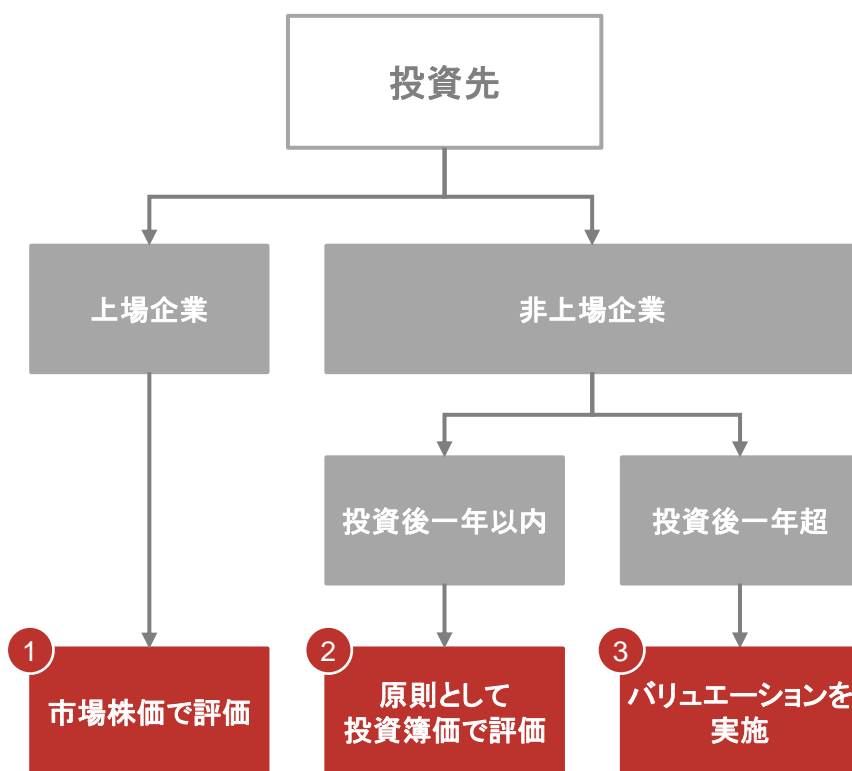 投資先
上場企業
非上場企業
投資後一年以内
投資後一年超
1
市場株価で評価
2
原則として
投資簿価で評価
3
バリュエーションを
実施